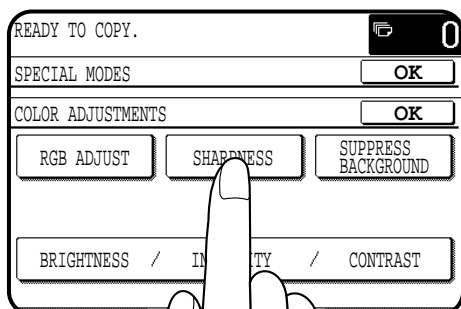 READY TO COPY. 0
SPECIAL MODES OK
COLOR ADJUSTMENTS OK
RGB ADJUST SHARPNESS SUPPRESS
BACKGROUND
BRIGHTNESS / / CONTRAST